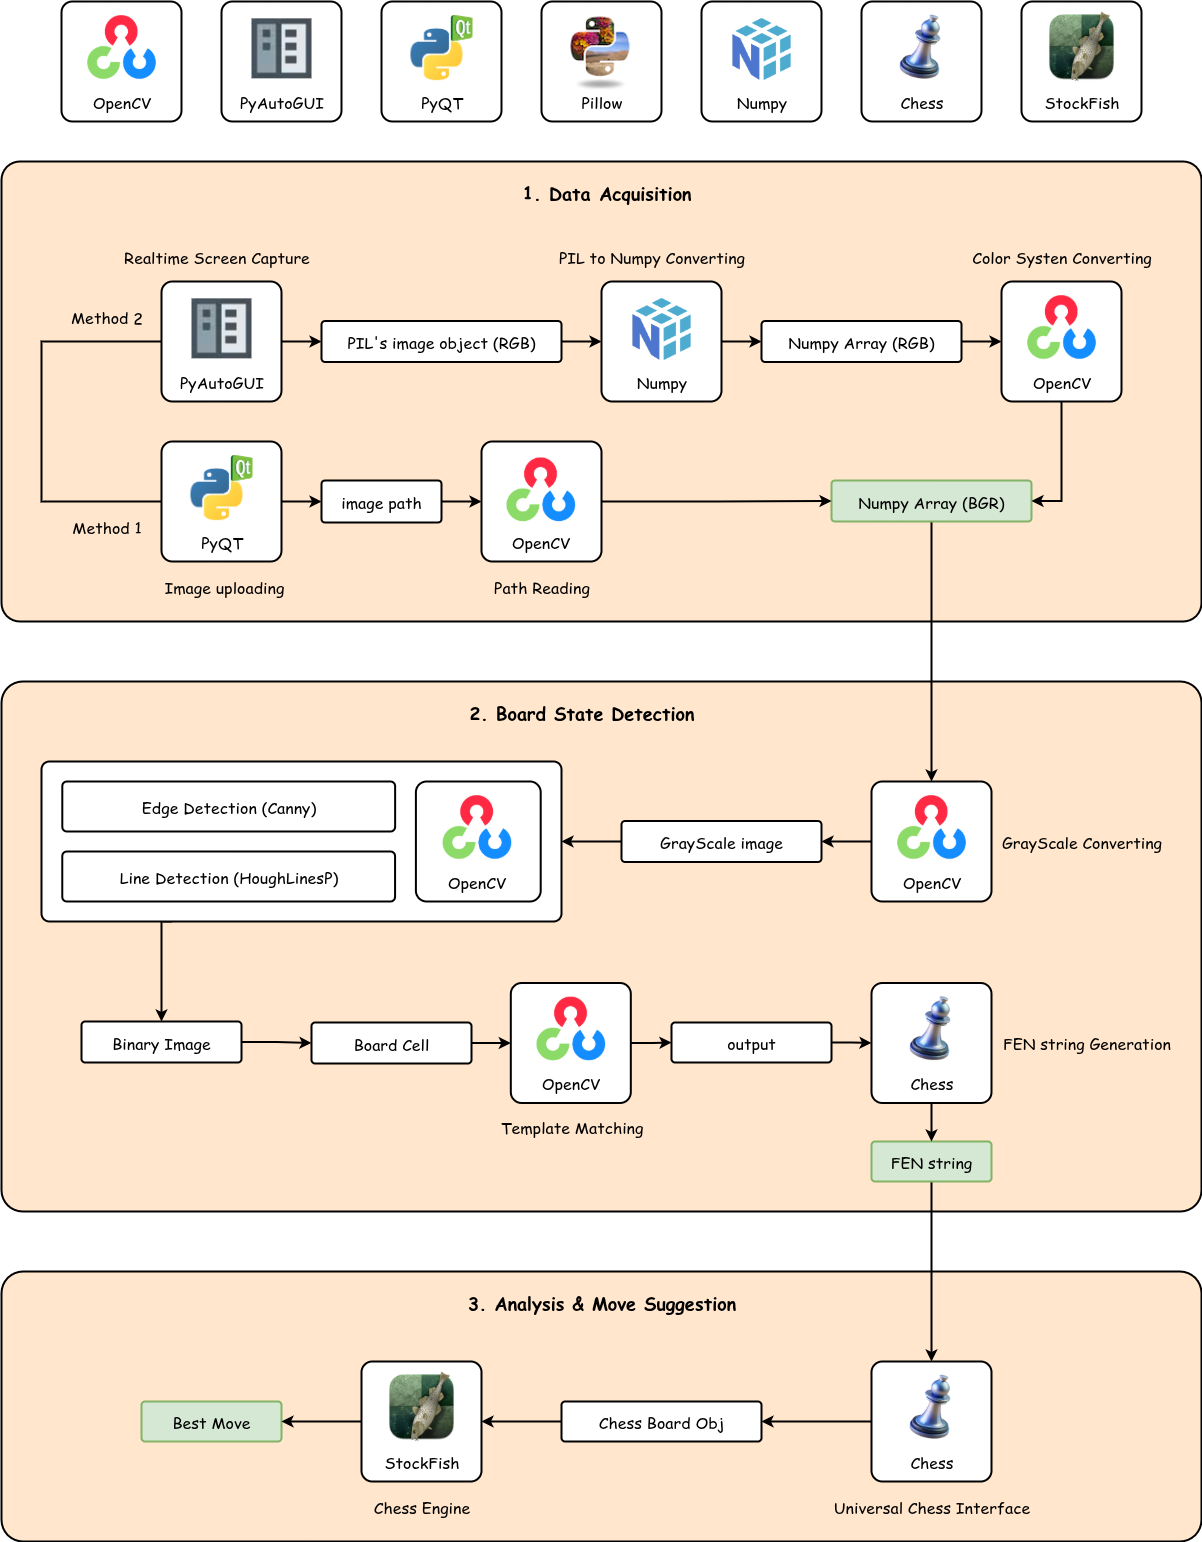 OpenCV
PyAutoGUI
PyQT
Qt
Pillow
Numpy
Chess
StockFish
1. Data Acquisition
Realtime Screen Capture
PIL to Numpy Converting
Color Systen Converting
Method 2
PyAutoGUI
PIL's image object (RGB)
Numpy
Numpy Array (RGB)
OpenCV
Method 1
Qt
PyQT
image path
OpenCV
Numpy Array (BGR)
Image uploading
Path Reading
2. Board State Detection
Edge Detection (Canny)
Line Detection (HoughLinesP)
OpenCV
GrayScale image
OpenCV
GrayScale Converting
Binary Image
Board Cell
OpenCV
Template Matching
output
Chess
FEN string Generation
FEN string
3. Analysis & Move Suggestion
Best Move
StockFish
Chess Engine
Chess Board Obj
Chess
Universal Chess Interface